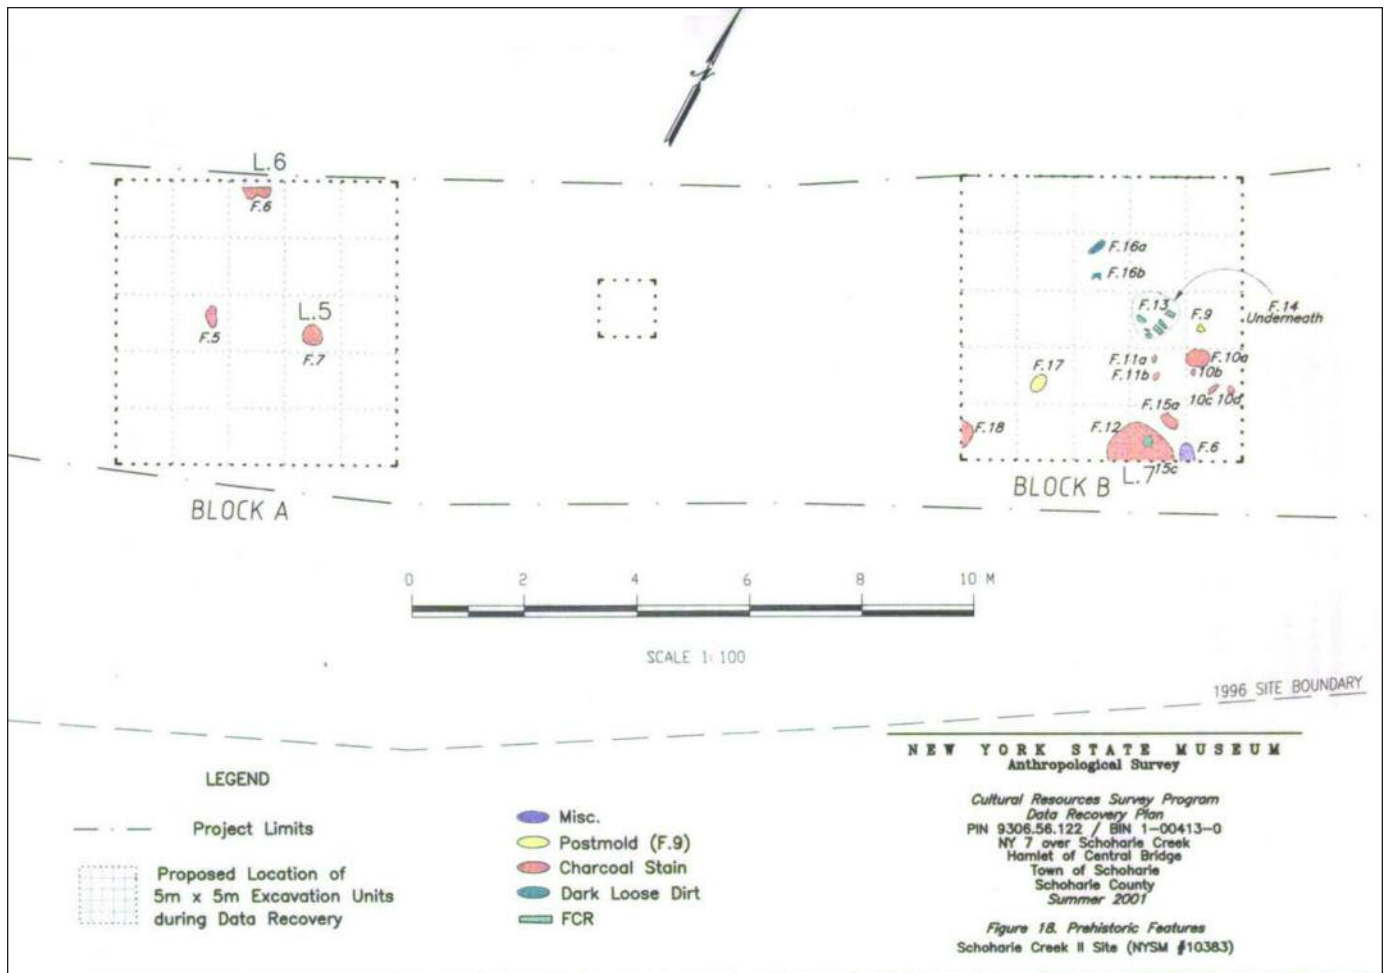 N
L.6
F.6
L.5
F.5
F.7
BLOCK A
F.16a
F.16b
F.13
F.14
Underneath
F.9
F.11a
F.10a
F.11b
10b
F.17
10c 10d
F.15a
F.18
F.12
F.6
L.7
15c
BLOCK B
0 2 4 6 8 10 M
SCALE 1:100
1996 SITE BOUNDARY
NEW YORK STATE MUSEUM
Anthropological Survey
Cultural Resources Survey Program
Data Recovery Plan
PIN 9306.56.122 / BIN 1-00413-0
NY 7 over Schoharie Creek
Hamlet of Central Bridge
Town of Schoharie
Schoharie County
Summer 2001
Figure 18. Prehistoric Features
Schoharie Creek II Site (NYSM #10383)
LEGEND
Project Limits
Proposed Location of
5m x 5m Excavation Units
during Data Recovery
Misc.
Postmold (F.9)
Charcoal Stain
Dark Loose Dirt
FCR